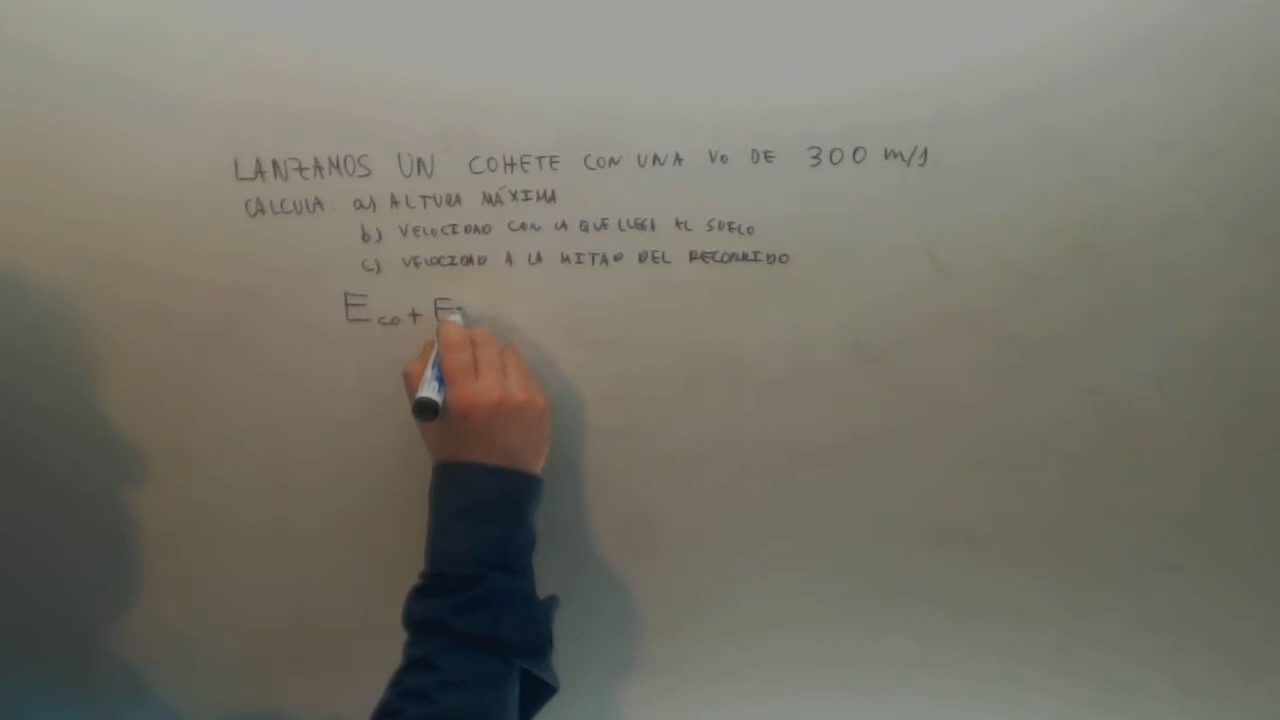 LANZAMOS UN COHETE CON UNA V0 DE 300 m/s
CALCULA: a) ALTURA MÁXIMA
b) VELOCIDAD CON LA QUE LLEGA AL SUELO
c) VELOCIDAD A LA MITAD DEL RECORRIDO
Eco + E